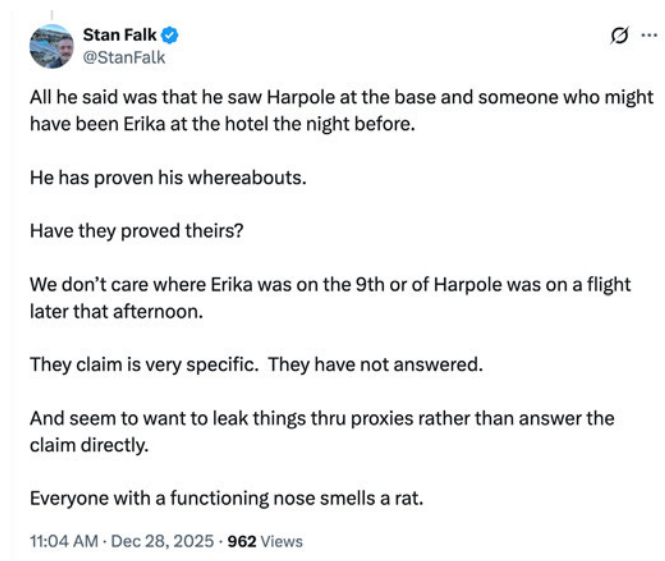 Stan Falk
@StanFalk
All he said was that he saw Harpole at the base and someone who might
have been Erika at the hotel the night before.
He has proven his whereabouts.
Have they proved theirs?
We don’t care where Erika was on the 9th or of Harpole was on a flight
later that afternoon.
They claim is very specific.  They have not answered.
And seem to want to leak things thru proxies rather than answer the
claim directly.
Everyone with a functioning nose smells a rat.
11:04 AM · Dec 28, 2025 · 962 Views